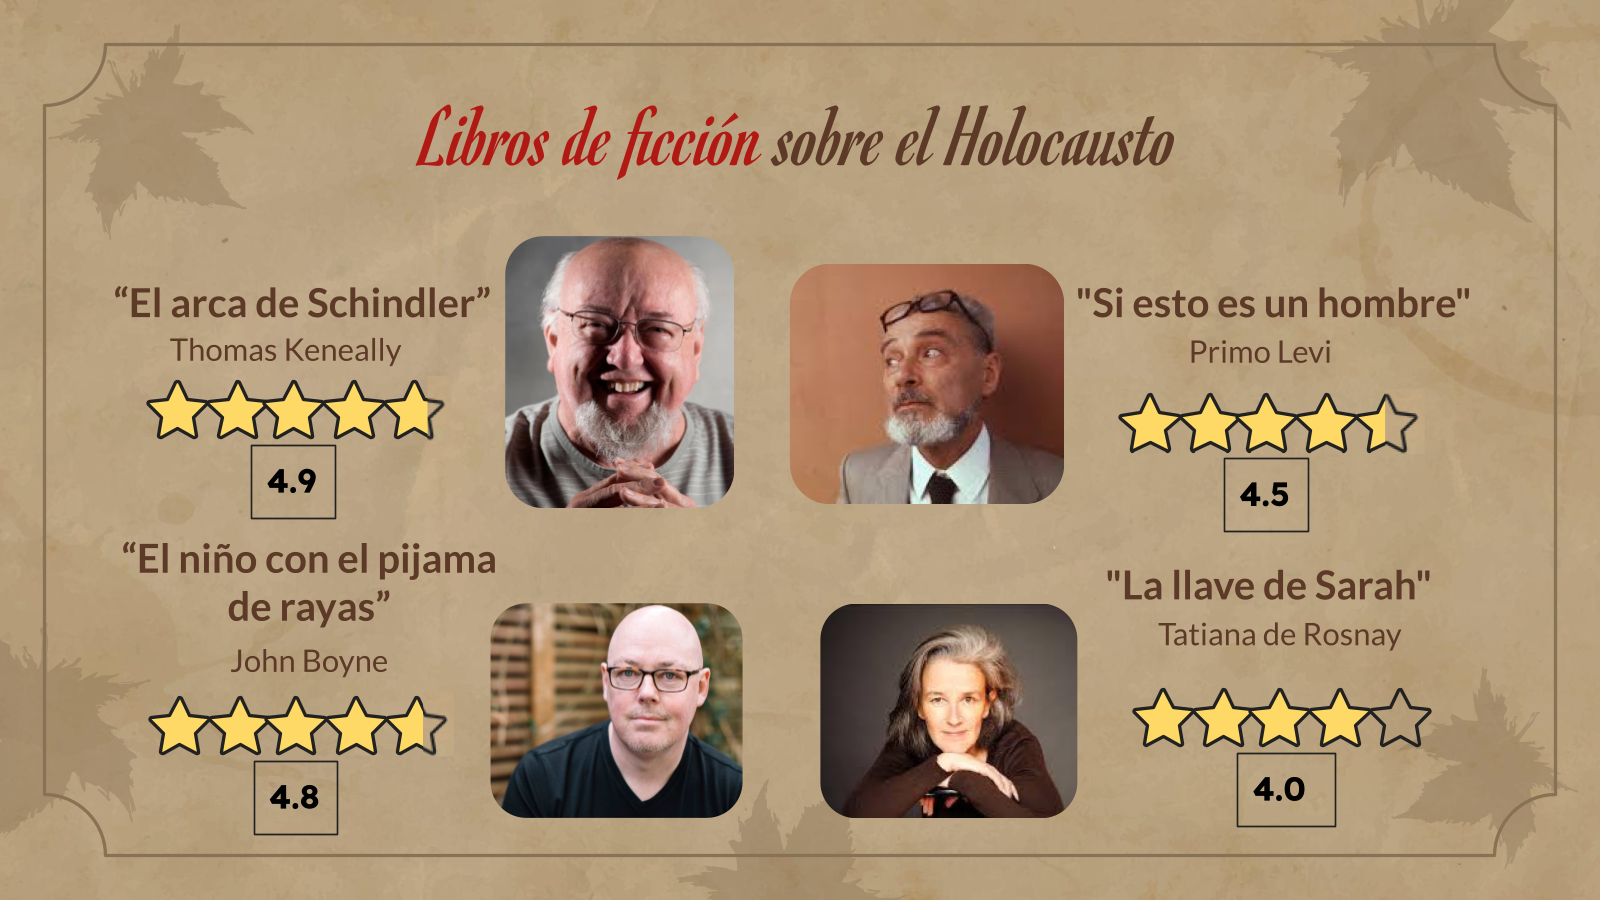 Libros de ficción sobre el Holocausto
“El arca de Schindler”
Thomas Keneally
4.9
"Si esto es un hombre"
Primo Levi
4.5
“El niño con el pijama
de rayas”
John Boyne
4.8
"La llave de Sarah"
Tatiana de Rosnay
4.0